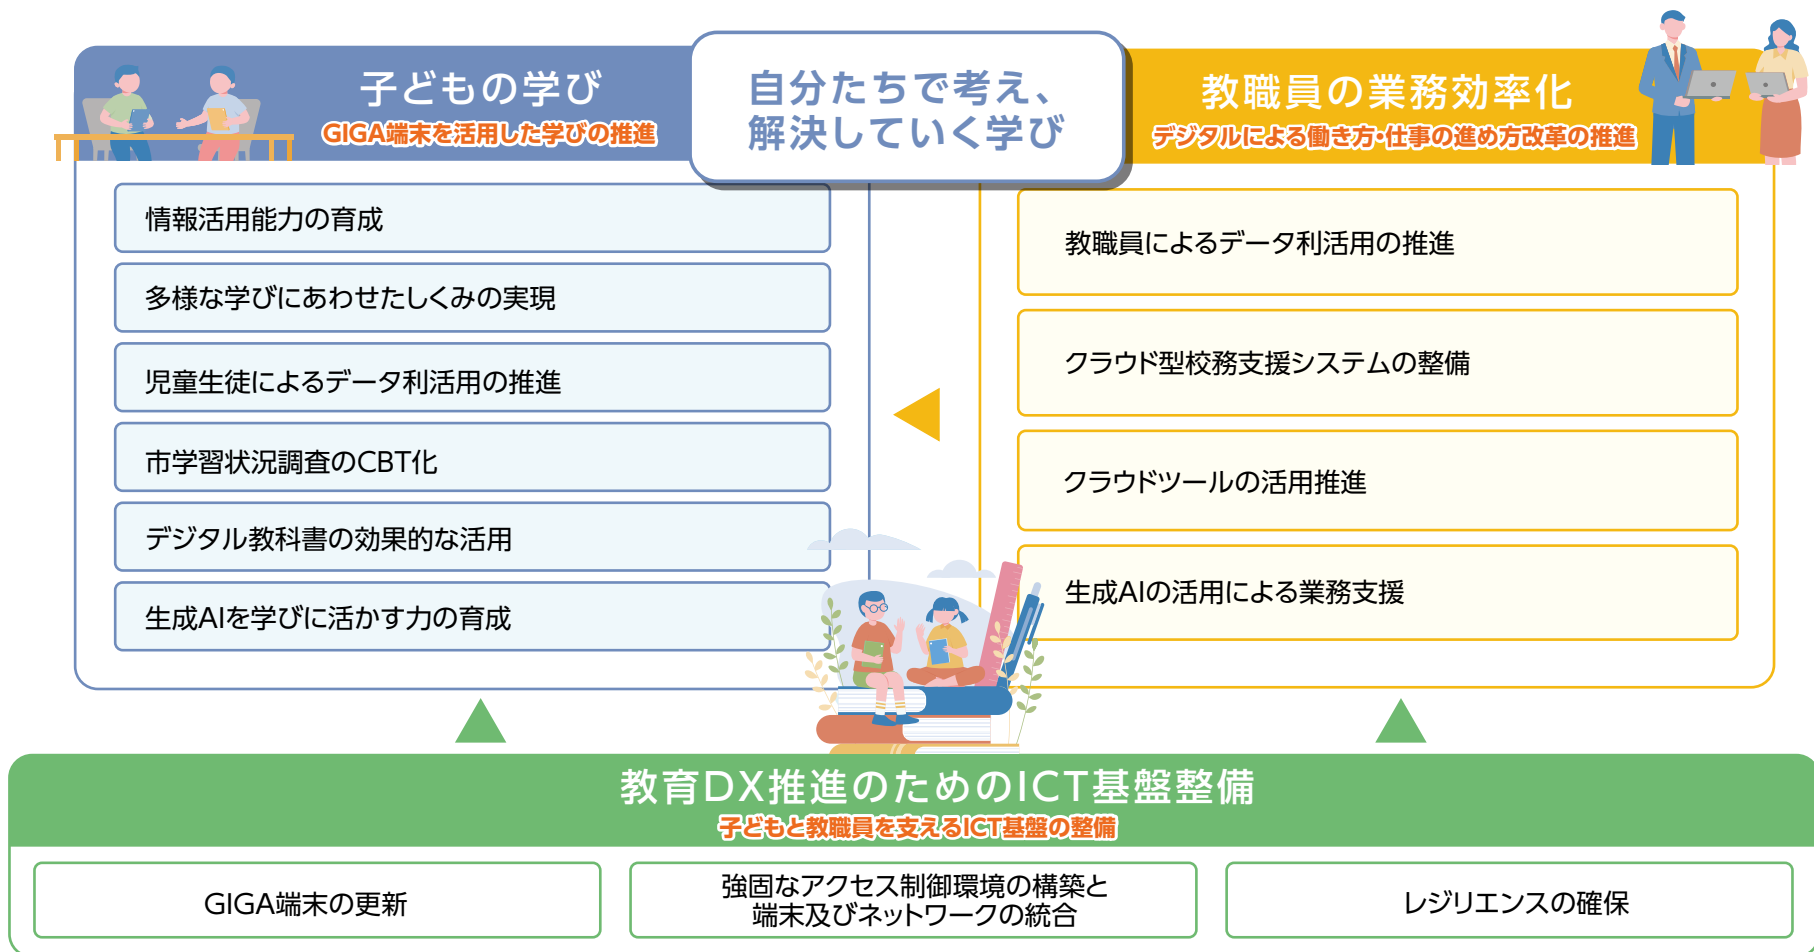 子どもの学び
GIGA端末を活用した学びの推進
自分たちで考え、
解決していく学び
教職員の業務効率化
デジタルによる働き方・仕事の進め方改革の推進
情報活用能力の育成
多様な学びにあわせたしくみの実現
児童生徒によるデータ利活用の推進
市学習状況調査のCBT化
デジタル教科書の効果的な活用
生成AIを学びに活かす力の育成
教職員によるデータ利活用の推進
クラウド型校務支援システムの整備
クラウドツールの活用推進
生成AIの活用による業務支援
教育DX推進のためのICT基盤整備
子どもと教職員を支えるICT基盤の整備
GIGA端末の更新
強固なアクセス制御環境の構築と
端末及びネットワークの統合
レジリエンスの確保